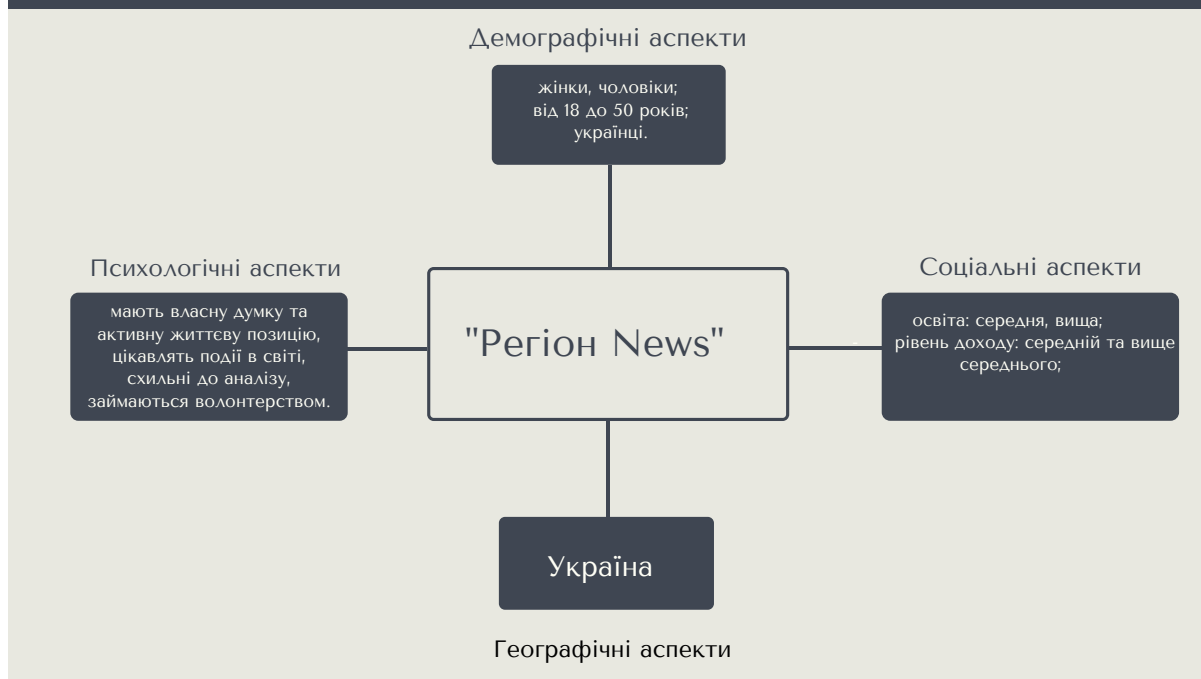 Демографічні аспекти
жінки, чоловіки;
від 18 до 50 років;
українці.
Психологічні аспекти
мають власну думку та
активну життєву позицію,
цікавлять події в світі,
схильні до аналізу,
займаються волонтерством.
"Регіон News"
Соціальні аспекти
освіта: середня, вища;
рівень доходу: середній та вище
середнього;
Україна
Географічні аспекти